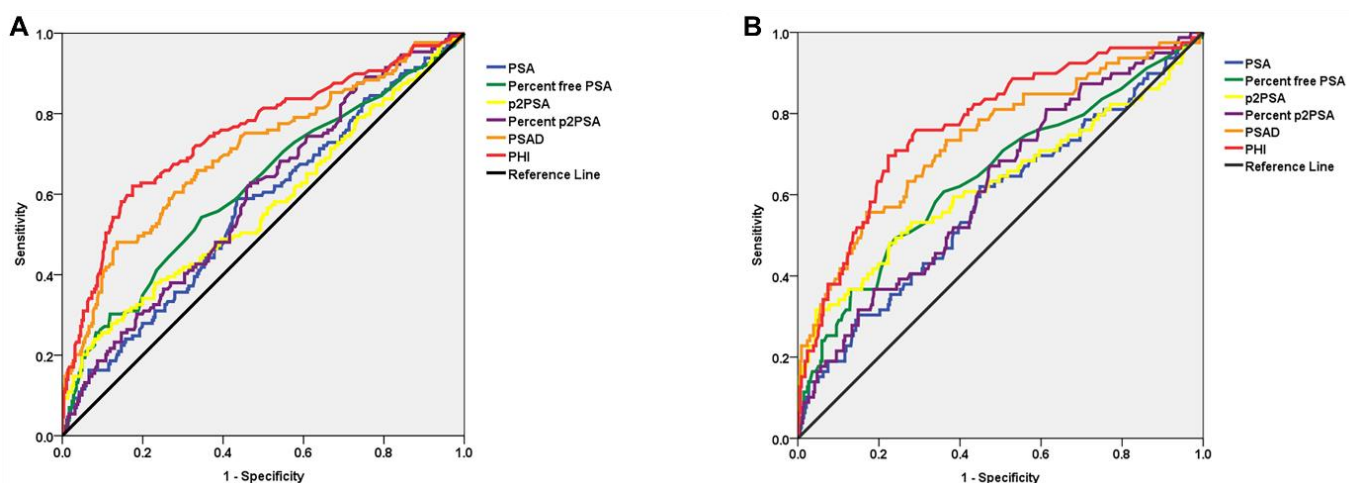 A
1.0
0.8
0.6
0.4
0.2
0.0
Sensitivity
0.0
0.2
0.4
0.6
0.8
1.0
1 - Specificity
PSA
Percent free PSA
p2PSA
Percent p2PSA
PSAD
PHI
Reference Line
B
1.0
0.8
0.6
0.4
0.2
0.0
Sensitivity
0.0
0.2
0.4
0.6
0.8
1.0
1 - Specificity
PSA
Percent free PSA
p2PSA
Percent p2PSA
PSAD
PHI
Reference Line